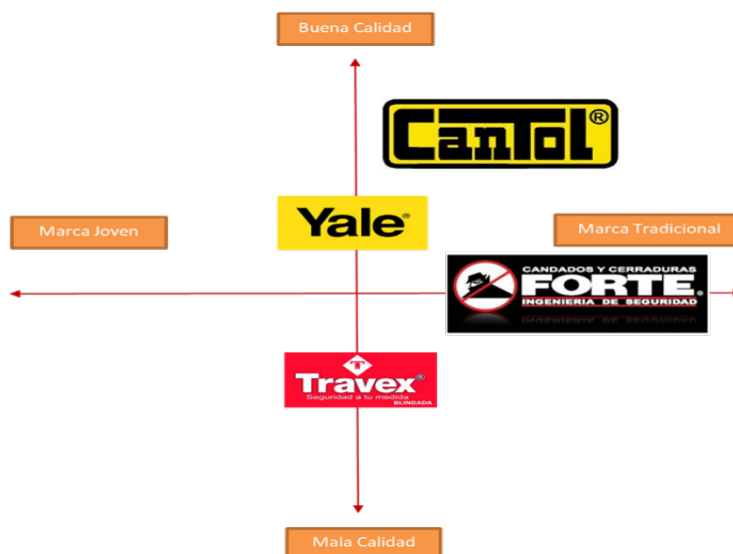 Buena Calidad
CanTol®
Yale®
Marca Joven
Marca Tradicional
CANDADOS Y CERRADURAS
FORTE®
INGENIERIA DE SEGURIDAD
T
Travex®
Seguridad a tu medida
BLINDADA
Mala Calidad